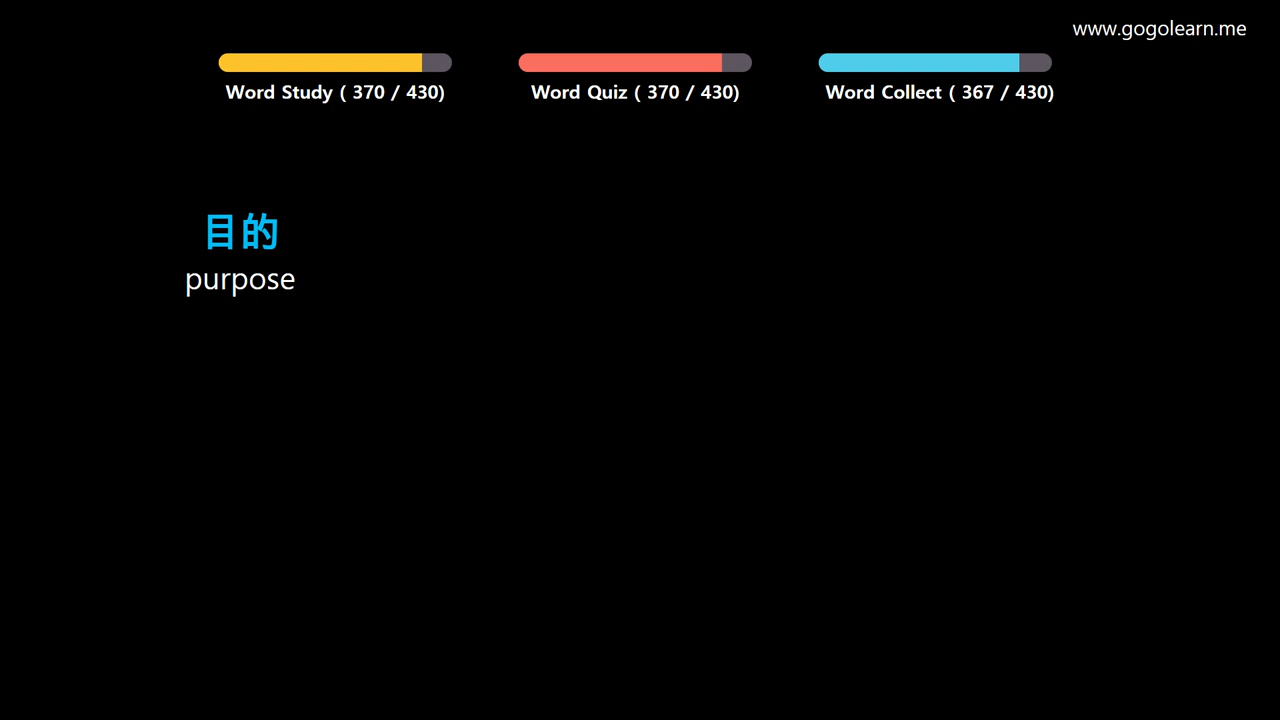 www.gogolearn.me
Word Study ( 370 / 430)
Word Quiz ( 370 / 430)
Word Collect ( 367 / 430)
目的
purpose